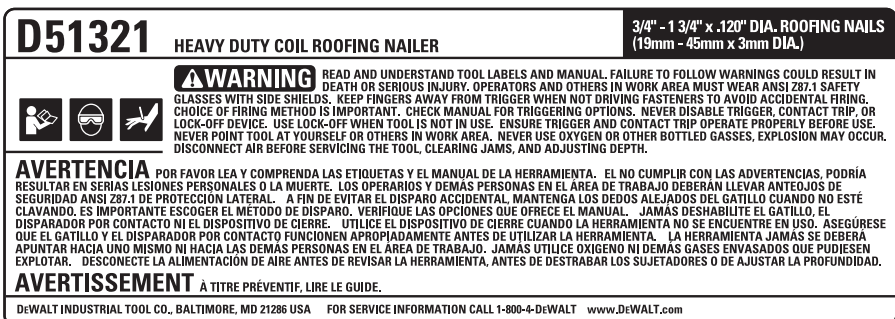 D51321 HEAVY DUTY COIL ROOFING NAILER
3/4" - 1 3/4" x .120" DIA. ROOFING NAILS
(19mm - 45mm x 3mm DIA.)
WARNING READ AND UNDERSTAND TOOL LABELS AND MANUAL. FAILURE TO FOLLOW WARNINGS COULD RESULT IN
DEATH OR SERIOUS INJURY. OPERATORS AND OTHERS IN WORK AREA MUST WEAR ANSI Z87.1 SAFETY
GLASSES WITH SIDE SHIELDS. KEEP FINGERS AWAY FROM TRIGGER WHEN NOT DRIVING FASTENERS TO AVOID ACCIDENTAL FIRING.
CHOICE OF FIRING METHOD IS IMPORTANT. CHECK MANUAL FOR TRIGGERING OPTIONS. NEVER DISABLE TRIGGER, CONTACT TRIP, OR
LOCK-OFF DEVICE. USE LOCK-OFF WHEN TOOL IS NOT IN USE. ENSURE TRIGGER AND CONTACT TRIP OPERATE PROPERLY BEFORE USE.
NEVER POINT TOOL AT YOURSELF OR OTHERS IN WORK AREA. NEVER USE OXYGEN OR OTHER BOTTLED GASSES, EXPLOSION MAY OCCUR.
DISCONNECT AIR BEFORE SERVICING THE TOOL, CLEARING JAMS, AND ADJUSTING DEPTH.
AVERTENCIA POR FAVOR LEA Y COMPRENDA LAS ETIQUETAS Y EL MANUAL DE LA HERRAMIENTA. EL NO CUMPLIR CON LAS ADVERTENCIAS, PODRÍA
RESULTAR EN SERIAS LESIONES PERSONALES O LA MUERTE. LOS OPERARIOS Y DEMÁS PERSONAS EN EL ÁREA DE TRABAJO DEBERÁN LLEVAR ANTEOJOS DE
SEGURIDAD ANSI Z87.1 DE PROTECCIÓN LATERAL. A FIN DE EVITAR EL DISPARO ACCIDENTAL, MANTENGA LOS DEDOS ALEJADOS DEL GATILLO CUANDO NO ESTÉ
CLAVANDO. ES IMPORTANTE ESCOGER EL MÉTODO DE DISPARO. VERIFIQUE LAS OPCIONES QUE OFRECE EL MANUAL. JAMÁS DESHABILITE EL GATILLO, EL
DISPARADOR POR CONTACTO NI EL DISPOSITIVO DE CIERRE. UTILICE EL DISPOSITIVO DE CIERRE CUANDO LA HERRAMIENTA NO SE ENCUENTRE EN USO. ASEGÚRESE
QUE EL GATILLO Y EL DISPARADOR POR CONTACTO FUNCIONEN APROPIADAMENTE ANTES DE UTILIZAR LA HERRAMIENTA. LA HERRAMIENTA JAMÁS SE DEBERÁ
APUNTAR HACIA UNO MISMO NI HACIA LAS DEMÁS PERSONAS EN EL ÁREA DE TRABAJO. JAMAS UTILICE OXIGENO NI DEMÁS GASES ENVASADOS QUE PUDIESEN
EXPLOTAR. DESCONECTE LA ALIMENTACIÓN DE AIRE ANTES DE REVISAR LA HERRAMIENTA, ANTES DE DESTRABAR LOS SUJETADORES O DE AJUSTAR LA PROFUNDIDAD.
AVERTISSEMENT À TITRE PRÉVENTIF, LIRE LE GUIDE.
DEWALT INDUSTRIAL TOOL CO., BALTIMORE, MD 21286 USA FOR SERVICE INFORMATION CALL 1-800-4-DEWALT www.DEWALT.com